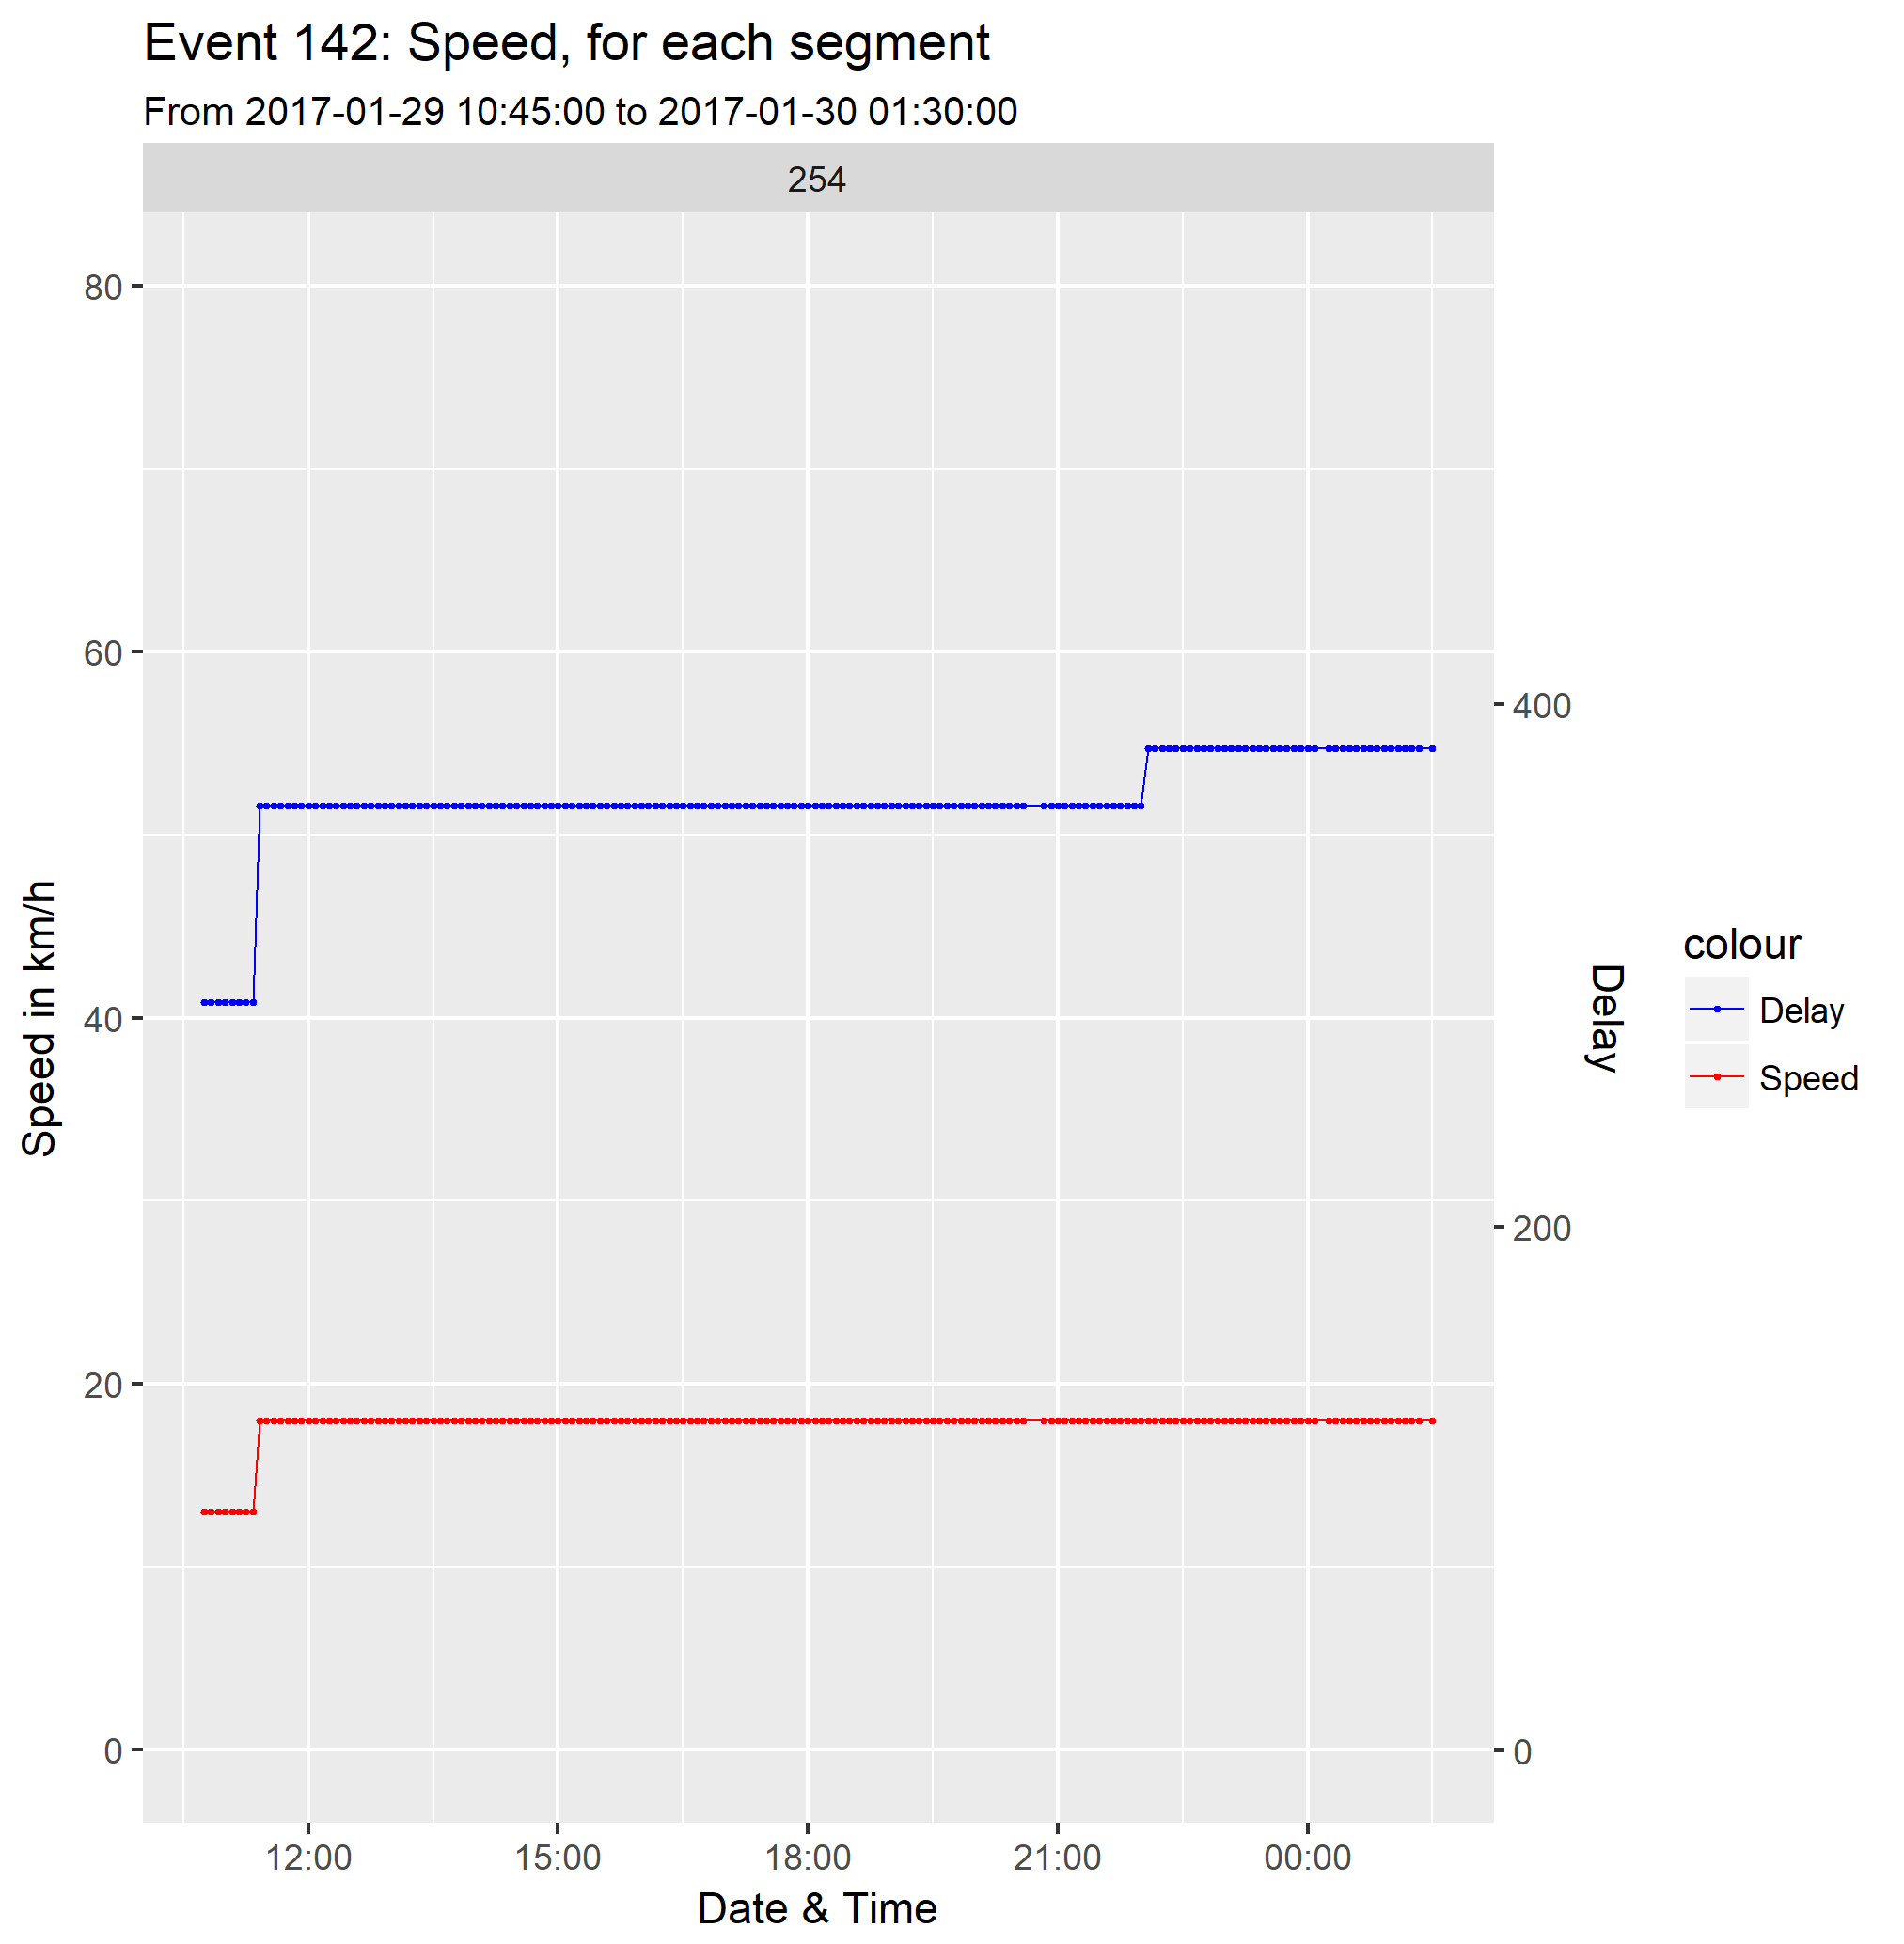 Event 142: Speed, for each segment
From 2017-01-29 10:45:00 to 2017-01-30 01:30:00
254
80
60
40
20
0
Speed in km/h
400
200
0
Delay
colour
Delay
Speed
12:00 15:00 18:00 21:00 00:00
Date & Time